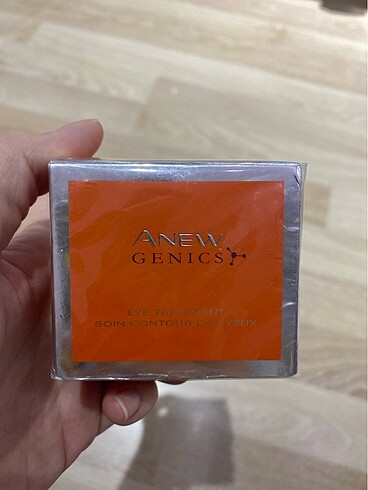 ANEW
GENICS
EYE TREATMENT
SOIN CONTOUR DES YEUX